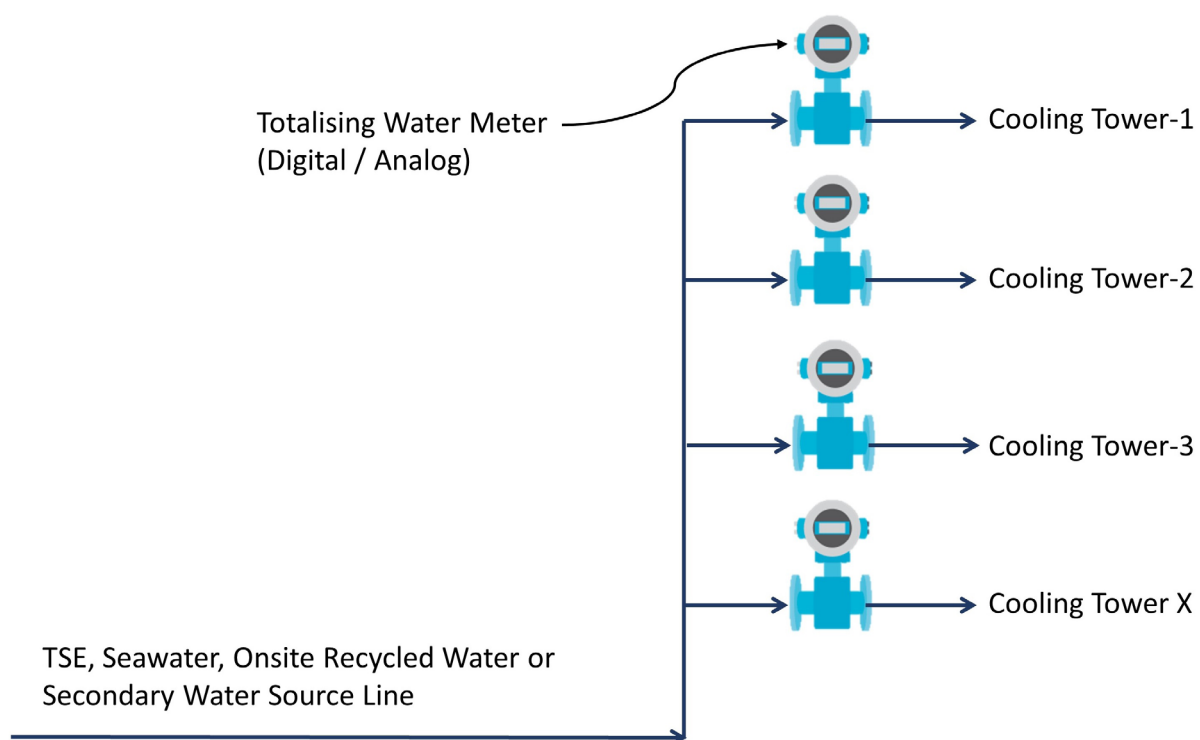 Totalising Water Meter
(Digital / Analog)
Cooling Tower-1
Cooling Tower-2
Cooling Tower-3
Cooling Tower X
TSE, Seawater, Onsite Recycled Water or
Secondary Water Source Line